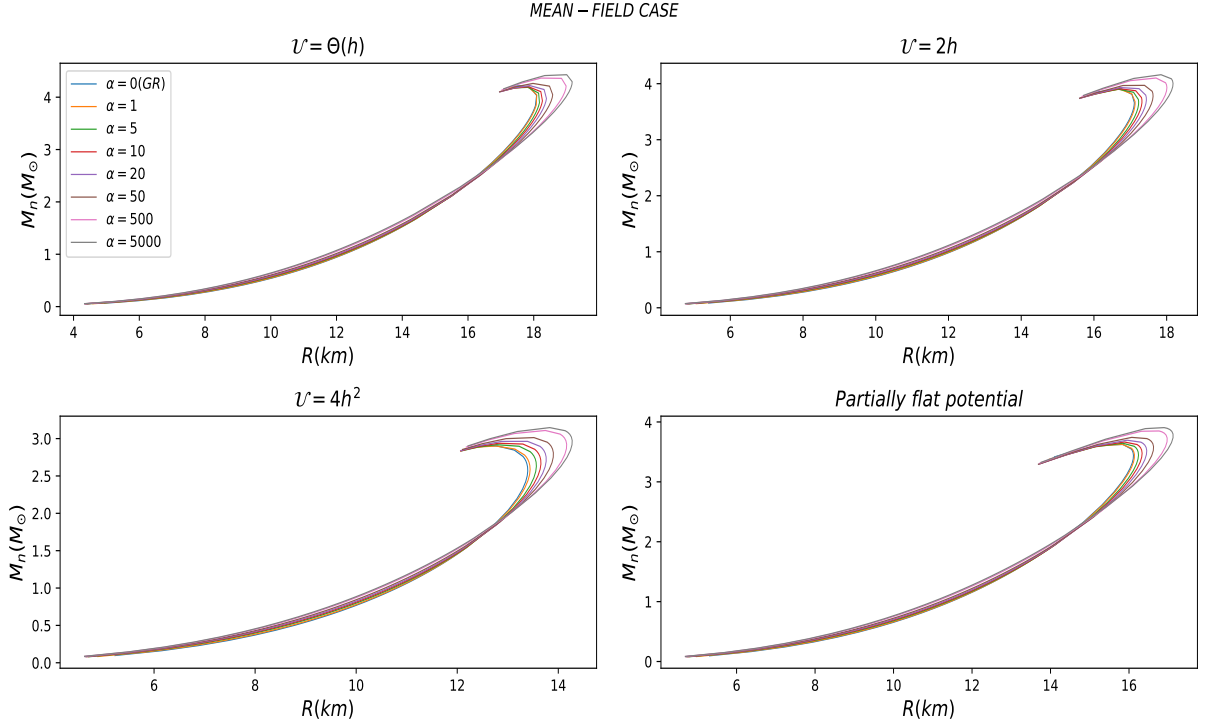 MEAN − FIELD CASE
𝒰 = Θ(h)
M_n(M_⊙)
4
3
2
1
0
α = 0(GR)
α = 1
α = 5
α = 10
α = 20
α = 50
α = 500
α = 5000
4 6 8 10 12 14 16 18
R(km)
𝒰 = 2h
M_n(M_⊙)
4
3
2
1
0
6 8 10 12 14 16 18
R(km)
𝒰 = 4h²
M_n(M_⊙)
3.0
2.5
2.0
1.5
1.0
0.5
0.0
6 8 10 12 14
R(km)
Partially flat potential
M_n(M_⊙)
4
3
2
1
0
6 8 10 12 14 16
R(km)